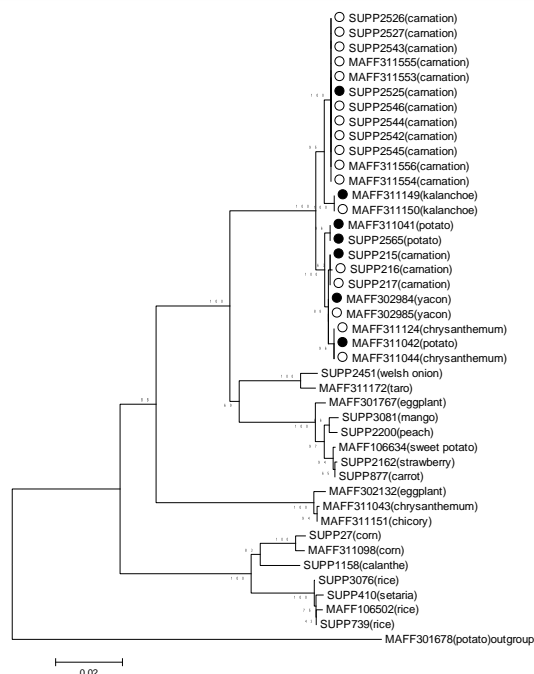 SUPP2526(carnation)
SUPP2527(carnation)
SUPP2543(carnation)
MAFF311555(carnation)
MAFF311553(carnation)
SUPP2525(carnation)
SUPP2546(carnation)
SUPP2544(carnation)
SUPP2542(carnation)
SUPP2545(carnation)
MAFF311556(carnation)
MAFF311554(carnation)
MAFF311149(kalanchoe)
MAFF311150(kalanchoe)
MAFF311041(potato)
SUPP2565(potato)
SUPP215(carnation)
SUPP216(carnation)
SUPP217(carnation)
MAFF302984(yacon)
MAFF302985(yacon)
MAFF311124(chrysanthemum)
MAFF311042(potato)
MAFF311044(chrysanthemum)
SUPP2451(welsh onion)
MAFF311172(taro)
MAFF301767(eggplant)
SUPP3081(mango)
SUPP2200(peach)
MAFF106634(sweet potato)
SUPP2162(strawberry)
SUPP877(carrot)
MAFF302132(eggplant)
MAFF311043(chrysanthemum)
MAFF311151(chicory)
SUPP27(corn)
MAFF311098(corn)
SUPP1158(calanthe)
SUPP3076(rice)
SUPP410(setaria)
MAFF106502(rice)
SUPP739(rice)
MAFF301678(potato)outgroup
0.02